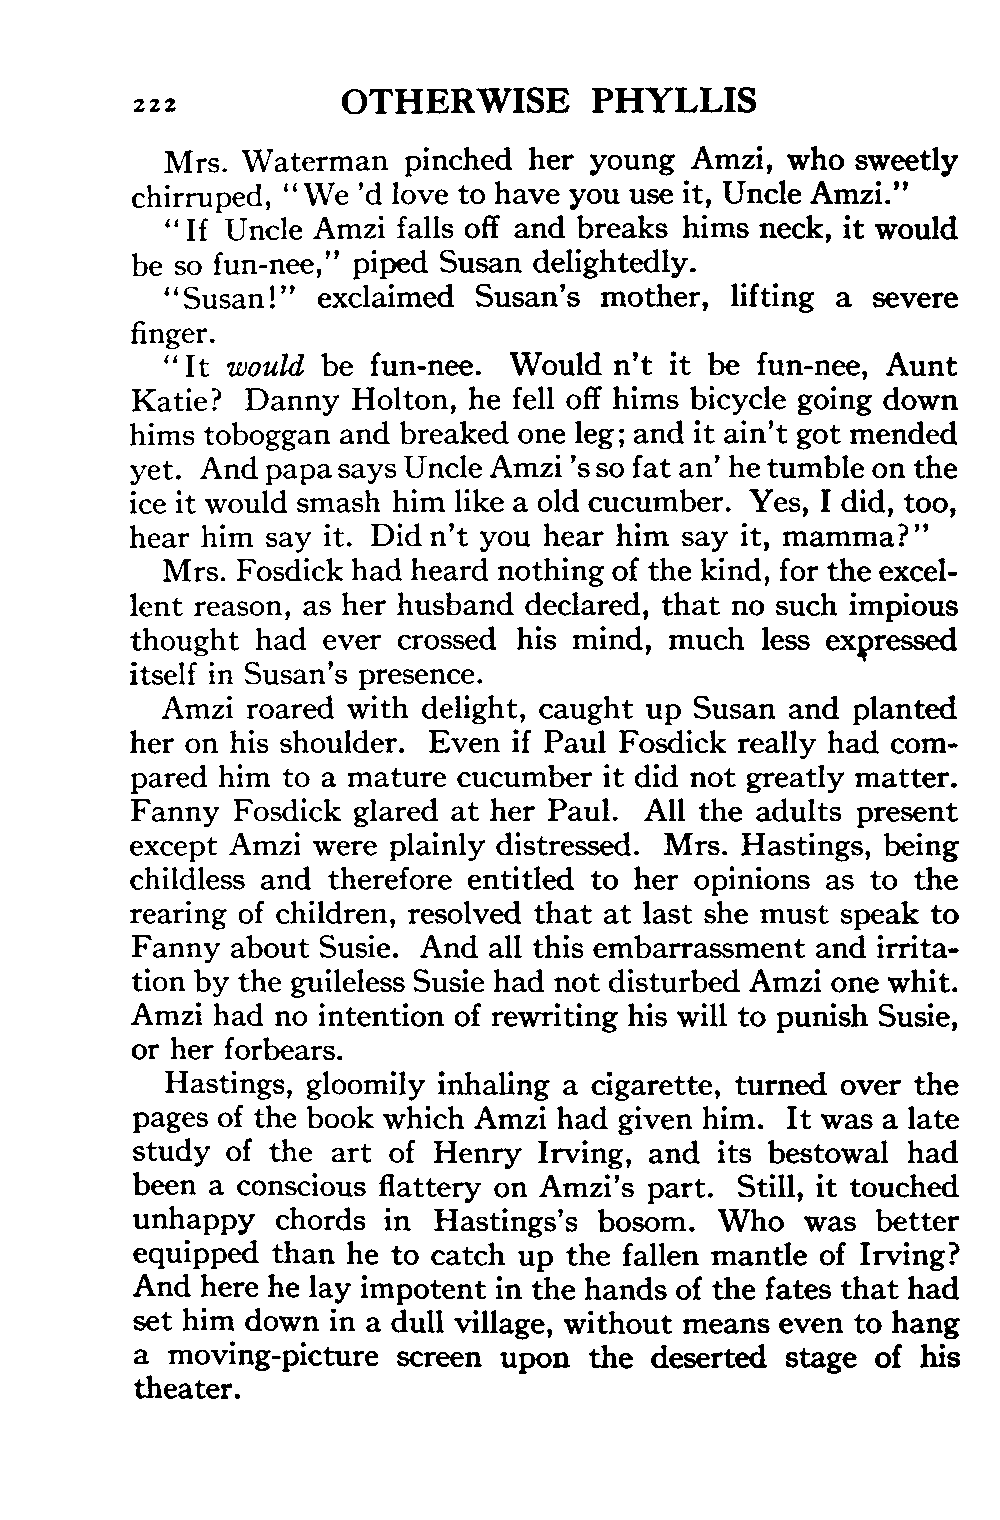 222 OTHERWISE PHYLLIS
Mrs. Waterman pinched her young Amzi, who sweetly
chirruped, “We 'd love to have you use it, Uncle Amzi.”
“If Uncle Amzi falls off and breaks hims neck, it would
be so fun-nee,” piped Susan delightedly.
“Susan!” exclaimed Susan's mother, lifting a severe
finger.
“It would be fun-nee. Would n't it be fun-nee, Aunt
Katie? Danny Holton, he fell off hims bicycle going down
hims toboggan and breaked one leg; and it ain't got mended
yet. And papa says Uncle Amzi 's so fat an' he tumble on the
ice it would smash him like a old cucumber. Yes, I did, too,
hear him say it. Did n't you hear him say it, mamma?”
Mrs. Fosdick had heard nothing of the kind, for the excel-
lent reason, as her husband declared, that no such impious
thought had ever crossed his mind, much less expressed
itself in Susan's presence.
Amzi roared with delight, caught up Susan and planted
her on his shoulder. Even if Paul Fosdick really had com-
pared him to a mature cucumber it did not greatly matter.
Fanny Fosdick glared at her Paul. All the adults present
except Amzi were plainly distressed. Mrs. Hastings, being
childless and therefore entitled to her opinions as to the
rearing of children, resolved that at last she must speak to
Fanny about Susie. And all this embarrassment and irrita-
tion by the guileless Susie had not disturbed Amzi one whit.
Amzi had no intention of rewriting his will to punish Susie,
or her forbears.
Hastings, gloomily inhaling a cigarette, turned over the
pages of the book which Amzi had given him. It was a late
study of the art of Henry Irving, and its bestowal had
been a conscious flattery on Amzi's part. Still, it touched
unhappy chords in Hastings's bosom. Who was better
equipped than he to catch up the fallen mantle of Irving?
And here he lay impotent in the hands of the fates that had
set him down in a dull village, without means even to hang
a moving-picture screen upon the deserted stage of his
theater.